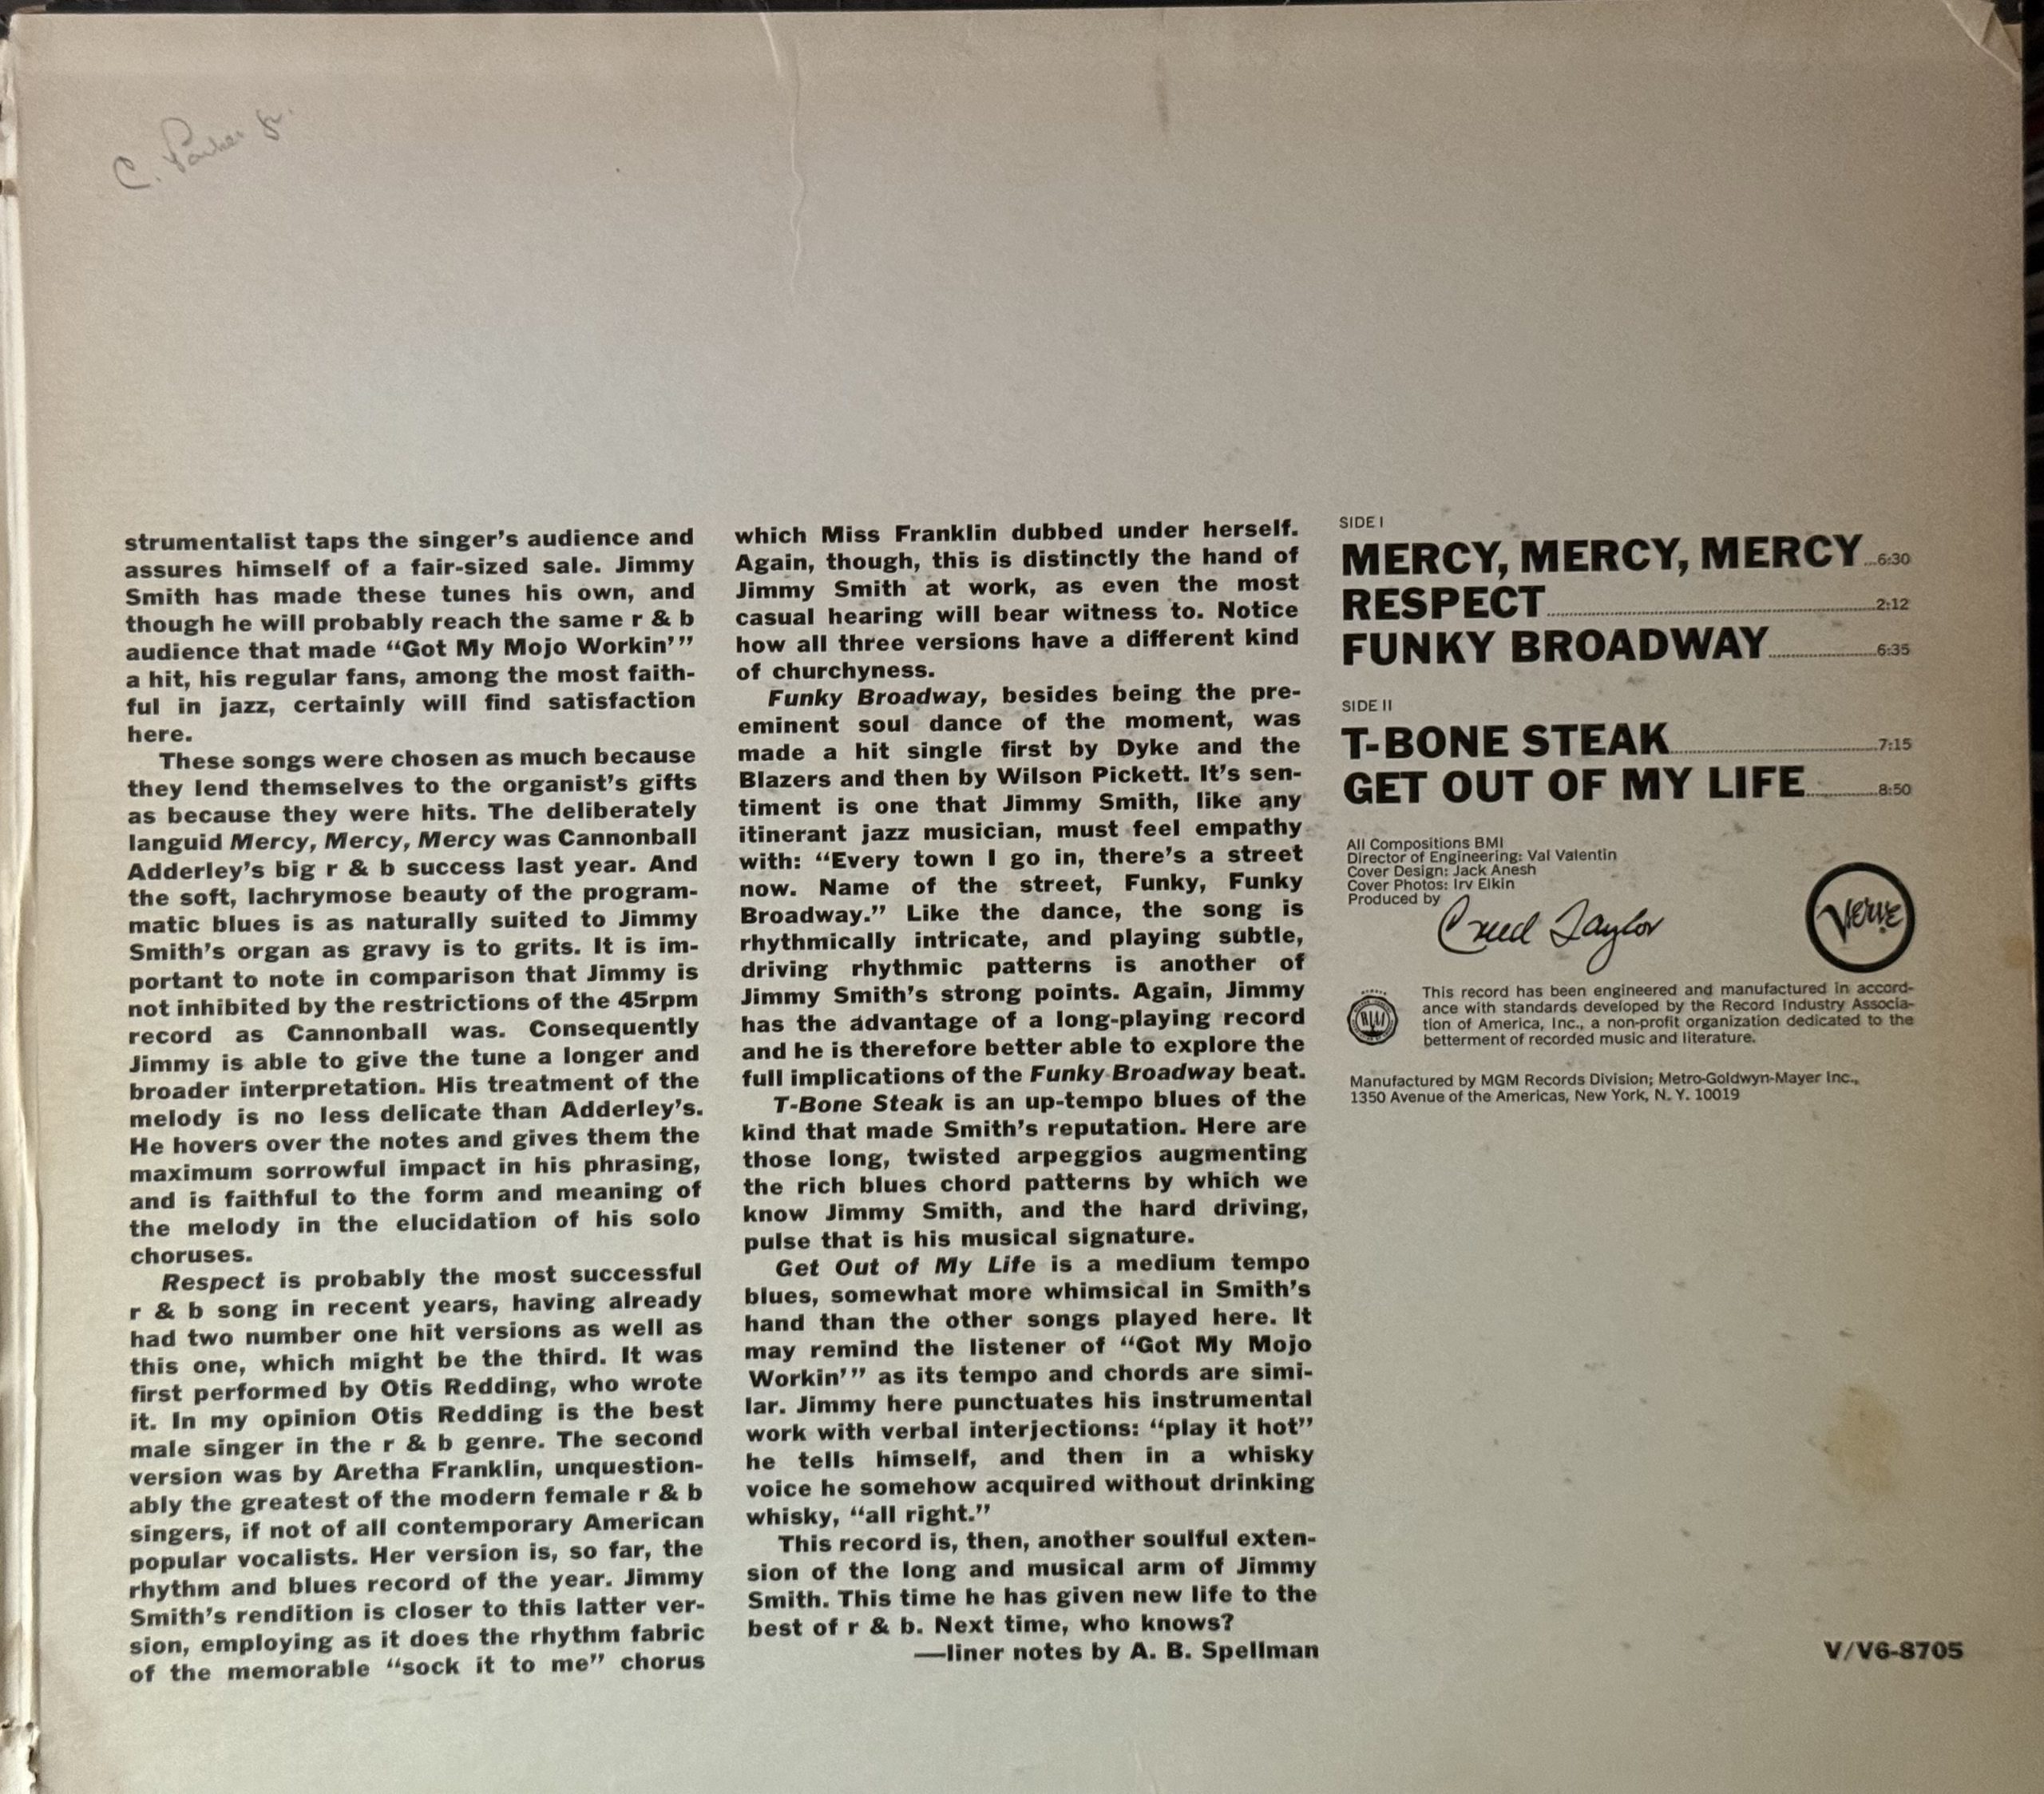 C. Parker Jr.
strumentalist taps the singer's audience and
assures himself of a fair-sized sale. Jimmy
Smith has made these tunes his own, and
though he will probably reach the same r & b
audience that made “Got My Mojo Workin’”
a hit, his regular fans, among the most faith-
ful in jazz, certainly will find satisfaction
here.
These songs were chosen as much because
they lend themselves to the organist's gifts
as because they were hits. The deliberately
languid Mercy, Mercy, Mercy was Cannonball
Adderley's big r & b success last year. And
the soft, lachrymose beauty of the program-
matic blues is as naturally suited to Jimmy
Smith's organ as gravy is to grits. It is im-
portant to note in comparison that Jimmy is
not inhibited by the restrictions of the 45rpm
record as Cannonball was. Consequently
Jimmy is able to give the tune a longer and
broader interpretation. His treatment of the
melody is no less delicate than Adderley's.
He hovers over the notes and gives them the
maximum sorrowful impact in his phrasing,
and is faithful to the form and meaning of
the melody in the elucidation of his solo
choruses.
Respect is probably the most successful
r & b song in recent years, having already
had two number one hit versions as well as
this one, which might be the third. It was
first performed by Otis Redding, who wrote
it. In my opinion Otis Redding is the best
male singer in the r & b genre. The second
version was by Aretha Franklin, unquestion-
ably the greatest of the modern female r & b
singers, if not of all contemporary American
popular vocalists. Her version is, so far, the
rhythm and blues record of the year. Jimmy
Smith's rendition is closer to this latter ver-
sion, employing as it does the rhythm fabric
of the memorable “sock it to me” chorus
which Miss Franklin dubbed under herself.
Again, though, this is distinctly the hand of
Jimmy Smith at work, as even the most
casual hearing will bear witness to. Notice
how all three versions have a different kind
of churchyness.
Funky Broadway, besides being the pre-
eminent soul dance of the moment, was
made a hit single first by Dyke and the
Blazers and then by Wilson Pickett. It's sen-
timent is one that Jimmy Smith, like any
itinerant jazz musician, must feel empathy
with: “Every town I go in, there's a street
now. Name of the street, Funky, Funky
Broadway.” Like the dance, the song is
rhythmically intricate, and playing subtle,
driving rhythmic patterns is another of
Jimmy Smith's strong points. Again, Jimmy
has the advantage of a long-playing record
and he is therefore better able to explore the
full implications of the Funky Broadway beat.
T-Bone Steak is an up-tempo blues of the
kind that made Smith's reputation. Here are
those long, twisted arpeggios augmenting
the rich blues chord patterns by which we
know Jimmy Smith, and the hard driving,
pulse that is his musical signature.
Get Out of My Life is a medium tempo
blues, somewhat more whimsical in Smith's
hand than the other songs played here. It
may remind the listener of “Got My Mojo
Workin’” as its tempo and chords are simi-
lar. Jimmy here punctuates his instrumental
work with verbal interjections: “play it hot”
he tells himself, and then in a whisky
voice he somehow acquired without drinking
whisky, “all right.”
This record is, then, another soulful exten-
sion of the long and musical arm of Jimmy
Smith. This time he has given new life to the
best of r & b. Next time, who knows?
—liner notes by A. B. Spellman
SIDE I
MERCY, MERCY, MERCY 6:30
RESPECT 2:12
FUNKY BROADWAY 6:35
SIDE II
T-BONE STEAK 7:15
GET OUT OF MY LIFE 8:50
All Compositions BMI
Director of Engineering: Val Valentin
Cover Design: Jack Anesh
Cover Photos: Irv Elkin
Produced by
Creed Taylor
Verve
This record has been engineered and manufactured in accord-
ance with standards developed by the Record Industry Associa-
tion of America, Inc., a non-profit organization dedicated to the
betterment of recorded music and literature.
Manufactured by MGM Records Division; Metro-Goldwyn-Mayer Inc.,
1350 Avenue of the Americas, New York, N. Y. 10019
V/V6-8705